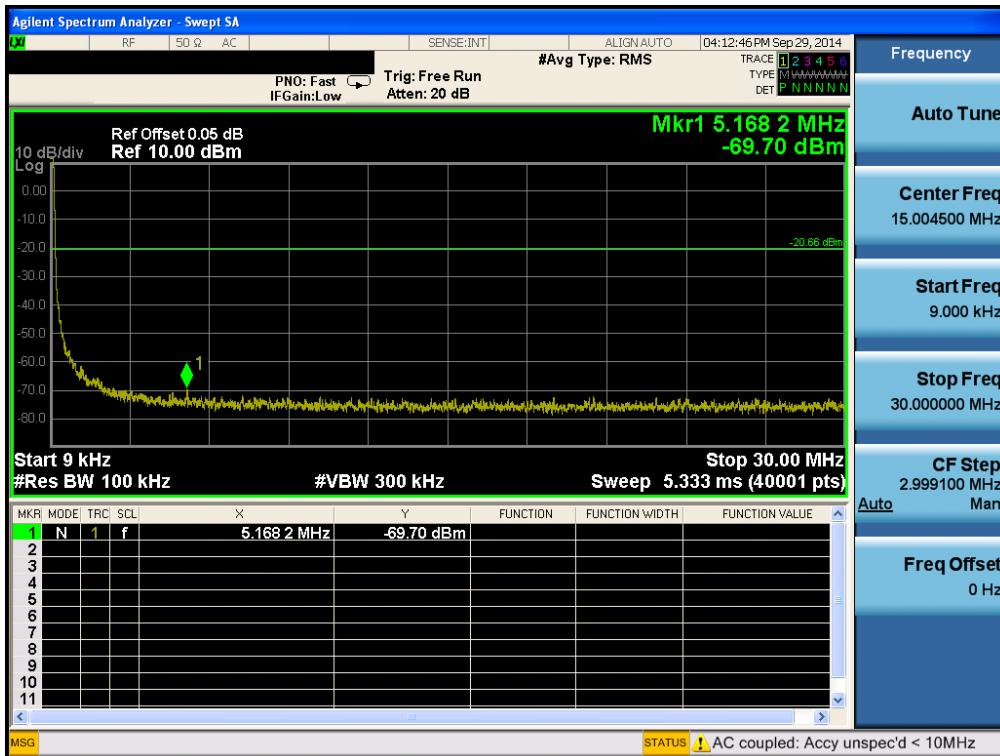 Agilent Spectrum Analyzer - Swept SA
LXI RF 50 Ω AC SENSE:INT ALIGN AUTO 04:12:46 PM Sep 29, 2014
#Avg Type: RMS
TRACE 1 2 3 4 5 6
PNO: Fast Trig: Free Run
TYPE M
IFGain:Low Atten: 20 dB
DET P N N N N N
Mkr1 5.168 2 MHz
-69.70 dBm
Ref Offset 0.05 dB
10 dB/div Ref 10.00 dBm
Log
0.00
-10.0
-20.0
-20.66 dBm
-30.0
-40.0
-50.0
-60.0
1
-70.0
-80.0
Start 9 kHz Stop 30.00 MHz
#Res BW 100 kHz #VBW 300 kHz Sweep 5.333 ms (40001 pts)
MKR MODE TRC SCL X Y FUNCTION FUNCTION WIDTH FUNCTION VALUE
1 N 1 f 5.168 2 MHz -69.70 dBm
2
3
4
5
6
7
8
9
10
11
MSG STATUS AC coupled: Accy unspec'd < 10MHz
Frequency
Auto Tune
Center Freq
15.004500 MHz
Start Freq
9.000 kHz
Stop Freq
30.000000 MHz
CF Step
2.999100 MHz
Auto Man
Freq Offset
0 Hz